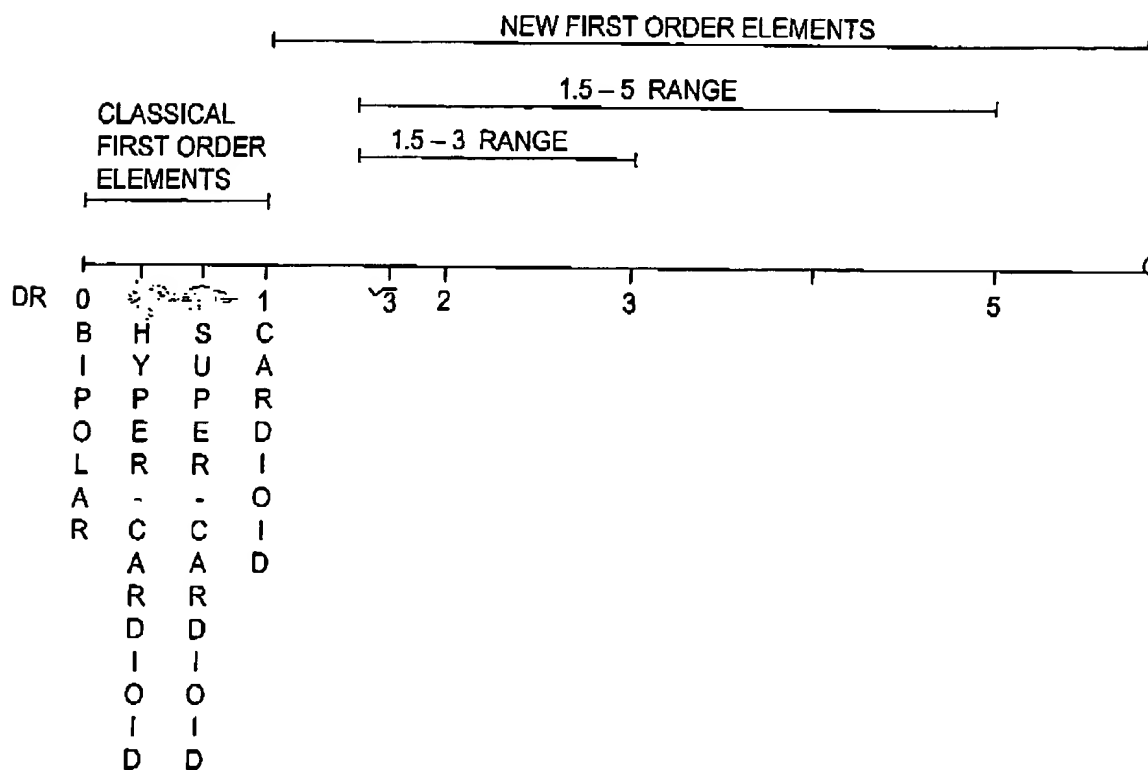 NEW FIRST ORDER ELEMENTS
1.5 – 5 RANGE
CLASSICAL
FIRST ORDER
ELEMENTS
1.5 – 3 RANGE
DR 0 1 √3 2 3 5
BIPOLAR
HYPER-CARDIOID
SUPER-CARDIOID
CARDIOID